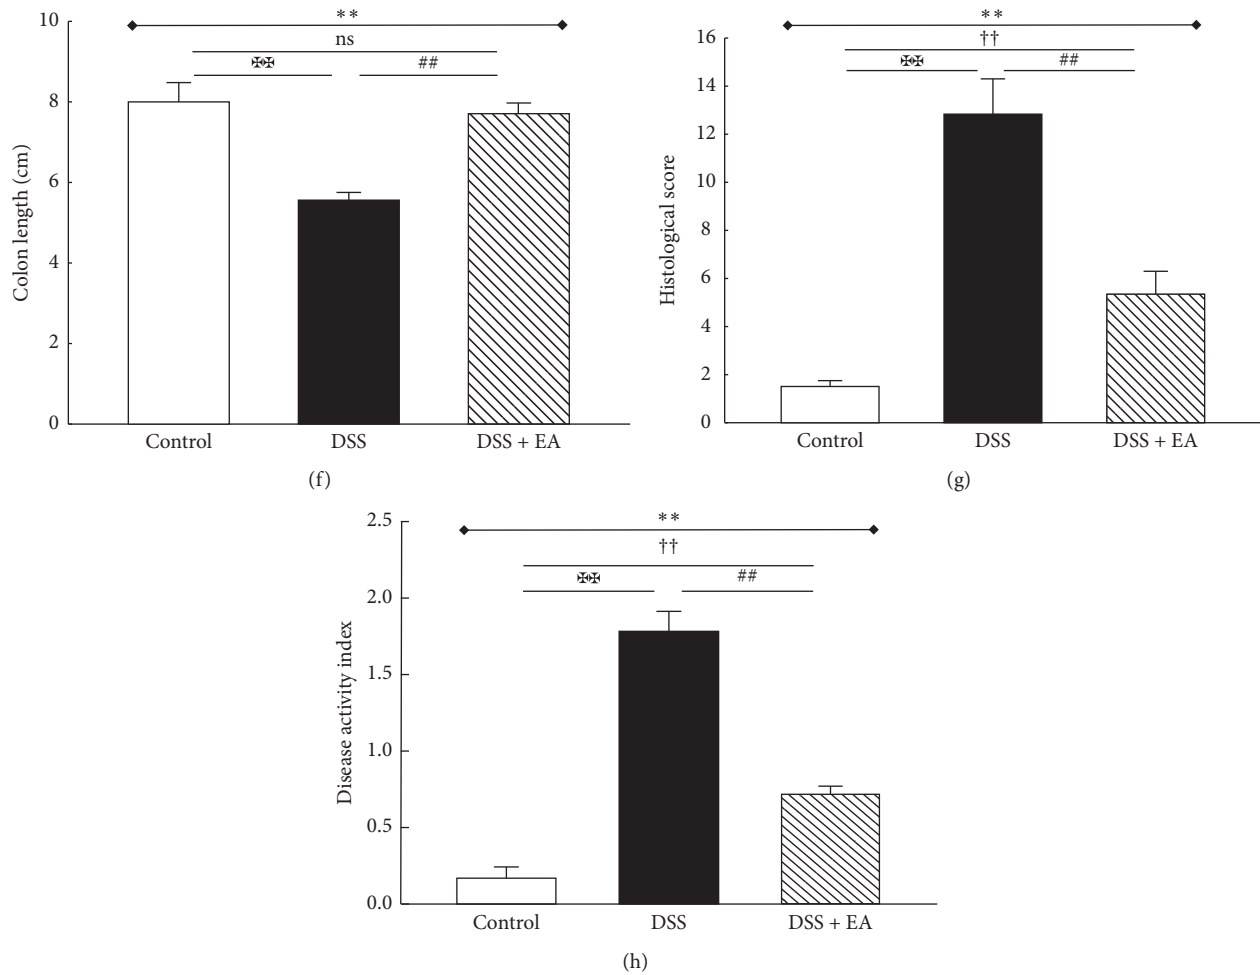 10
8
6
4
2
0
Colon length (cm)
**
ns
✠✠
##
Control
DSS
DSS + EA
(f)
16
14
12
10
8
6
4
2
0
Histological score
**
††
✠✠
##
Control
DSS
DSS + EA
(g)
2.5
2.0
1.5
1.0
0.5
0.0
Disease activity index
**
††
✠✠
##
Control
DSS
DSS + EA
(h)